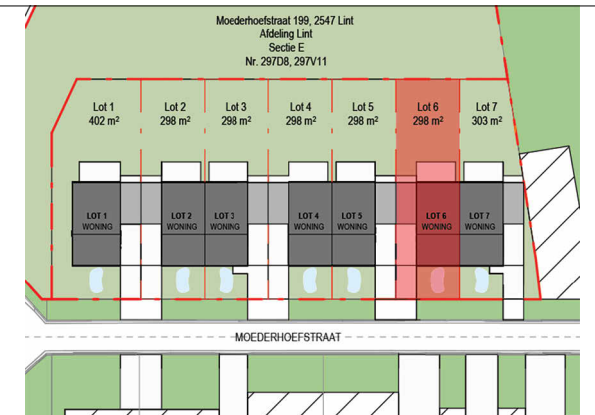 Moederhoefstraat 199, 2547 Lint
Afdeling Lint
Sectie E
Nr. 297D8, 297V11
Lot 1
402 m²
Lot 2
298 m²
Lot 3
298 m²
Lot 4
298 m²
Lot 5
298 m²
Lot 6
298 m²
Lot 7
303 m²
LOT 1
WONING
LOT 2
WONING
LOT 3
WONING
LOT 4
WONING
LOT 5
WONING
LOT 6
WONING
LOT 7
WONING
MOEDERHOEFSTRAAT